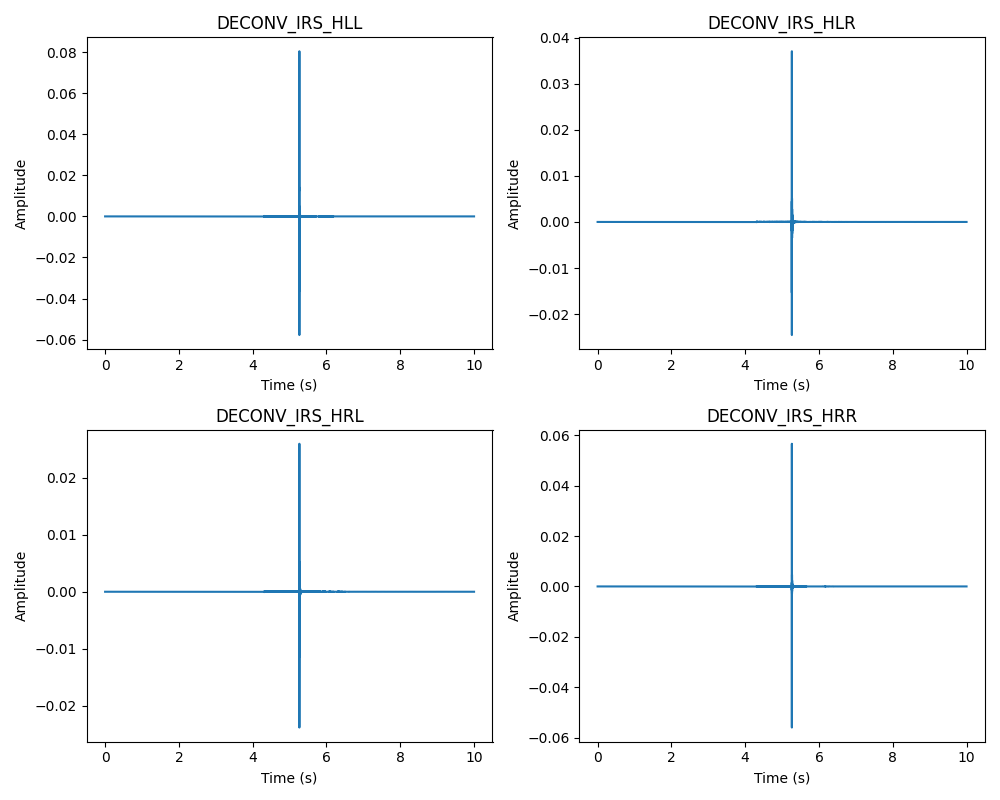 DECONV_IRS_HLL
Amplitude
0.08
0.06
0.04
0.02
0.00
−0.02
−0.04
−0.06
0 2 4 6 8 10
Time (s)
DECONV_IRS_HLR
Amplitude
0.04
0.03
0.02
0.01
0.00
−0.01
−0.02
0 2 4 6 8 10
Time (s)
DECONV_IRS_HRL
Amplitude
0.02
0.01
0.00
−0.01
−0.02
0 2 4 6 8 10
Time (s)
DECONV_IRS_HRR
Amplitude
0.06
0.04
0.02
0.00
−0.02
−0.04
−0.06
0 2 4 6 8 10
Time (s)